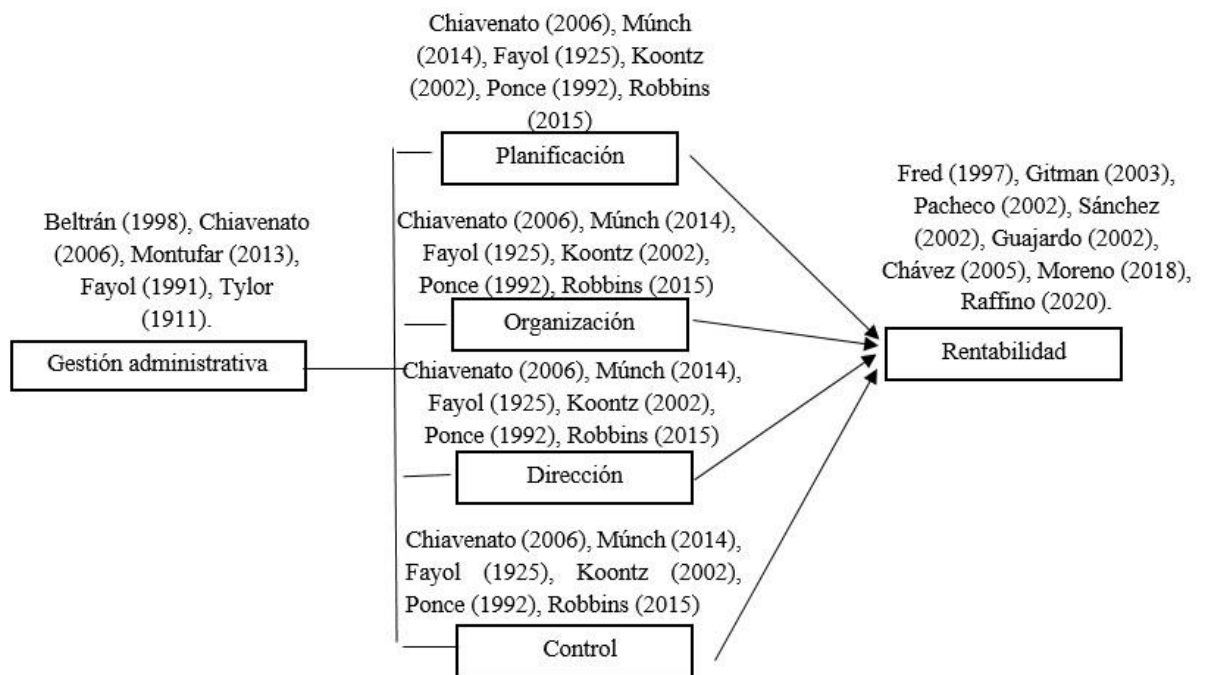 Beltrán (1998), Chiavenato
(2006), Montufar (2013),
Fayol (1991), Tylor
(1911).
Gestión administrativa
Chiavenato (2006), Múnch
(2014), Fayol (1925), Koontz
(2002), Ponce (1992), Robbins
(2015)
Planificación
Chiavenato (2006), Múnch (2014),
Fayol (1925), Koontz (2002),
Ponce (1992), Robbins (2015)
Organización
Chiavenato (2006), Múnch (2014),
Fayol (1925), Koontz (2002),
Ponce (1992), Robbins (2015)
Dirección
Chiavenato (2006), Múnch (2014),
Fayol (1925), Koontz (2002),
Ponce (1992), Robbins (2015)
Control
Fred (1997), Gitman (2003),
Pacheco (2002), Sánchez
(2002), Guajardo (2002),
Chávez (2005), Moreno (2018),
Raffino (2020).
Rentabilidad